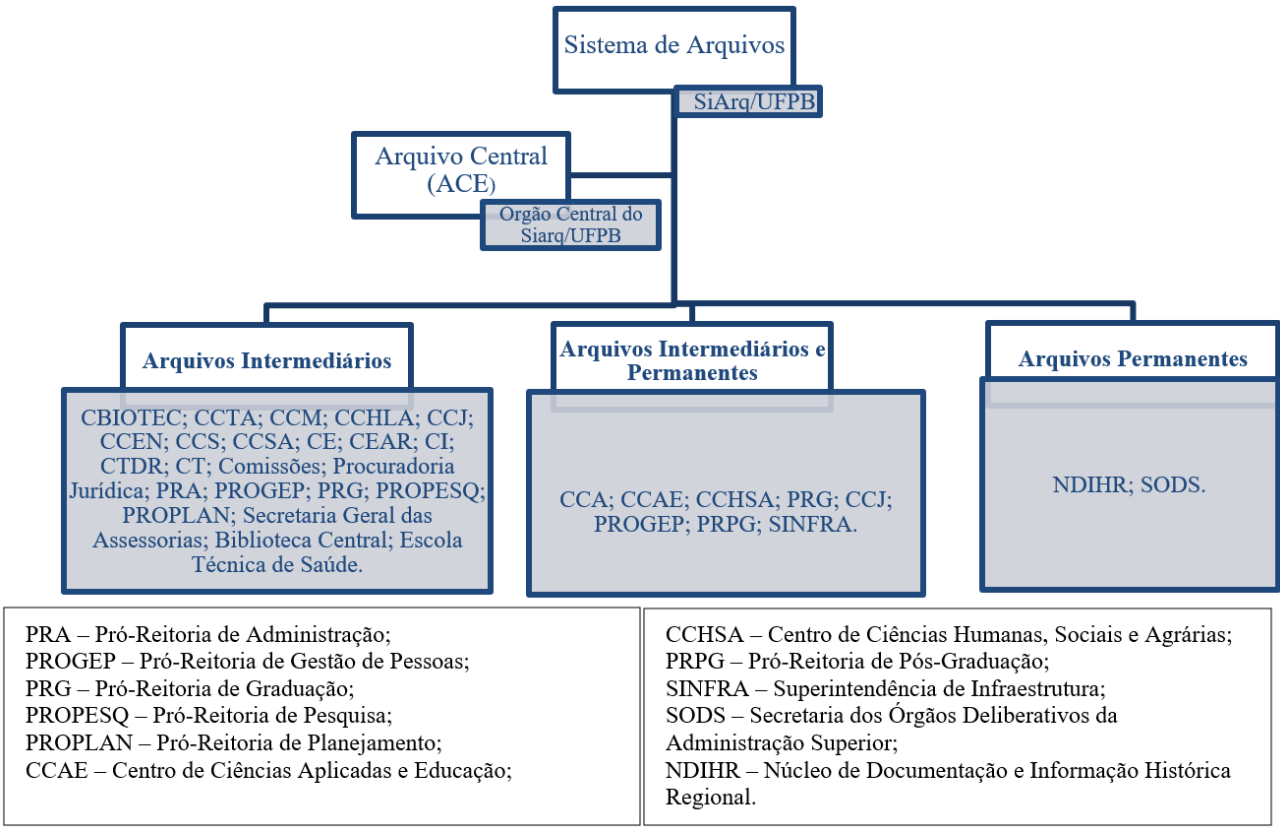 Sistema de Arquivos
SiArq/UFPB
Arquivo Central
(ACE)
Órgão Central do
Siarq/UFPB
Arquivos Intermediários
CBIOTEC; CCTA; CCM; CCHLA; CCJ;
CCEN; CCS; CCSA; CE; CEAR; CI;
CTDR; CT; Comissões; Procuradoria
Jurídica; PRA; PROGEP; PRG; PROPESQ;
PROPLAN; Secretaria Geral das
Assessorias; Biblioteca Central; Escola
Técnica de Saúde.
Arquivos Intermediários e
Permanentes
CCA; CCAE; CCHSA; PRG; CCJ;
PROGEP; PRPG; SINFRA.
Arquivos Permanentes
NDIHR; SODS.
PRA – Pró-Reitoria de Administração;
PROGEP – Pró-Reitoria de Gestão de Pessoas;
PRG – Pró-Reitoria de Graduação;
PROPESQ – Pró-Reitoria de Pesquisa;
PROPLAN – Pró-Reitoria de Planejamento;
CCAE – Centro de Ciências Aplicadas e Educação;
CCHSA – Centro de Ciências Humanas, Sociais e Agrárias;
PRPG – Pró-Reitoria de Pós-Graduação;
SINFRA – Superintendência de Infraestrutura;
SODS – Secretaria dos Órgãos Deliberativos da
Administração Superior;
NDIHR – Núcleo de Documentação e Informação Histórica
Regional.